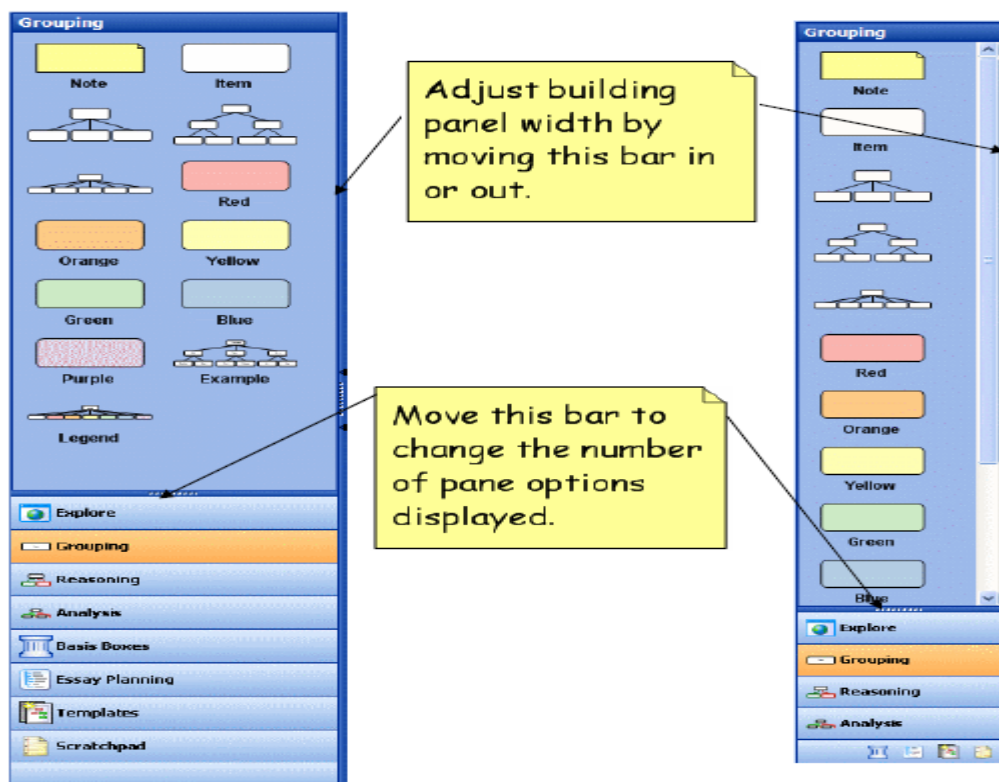 Grouping
Note Item
Red
Orange Yellow
Green Blue
Purple Example
Legend
Explore
Grouping
Reasoning
Analysis
Basis Boxes
Essay Planning
Templates
Scratchpad
Adjust building
panel width by
moving this bar in
or out.
Move this bar to
change the number
of pane options
displayed.
Grouping
Note
Item
Red
Orange
Yellow
Green
Blue
Explore
Grouping
Reasoning
Analysis